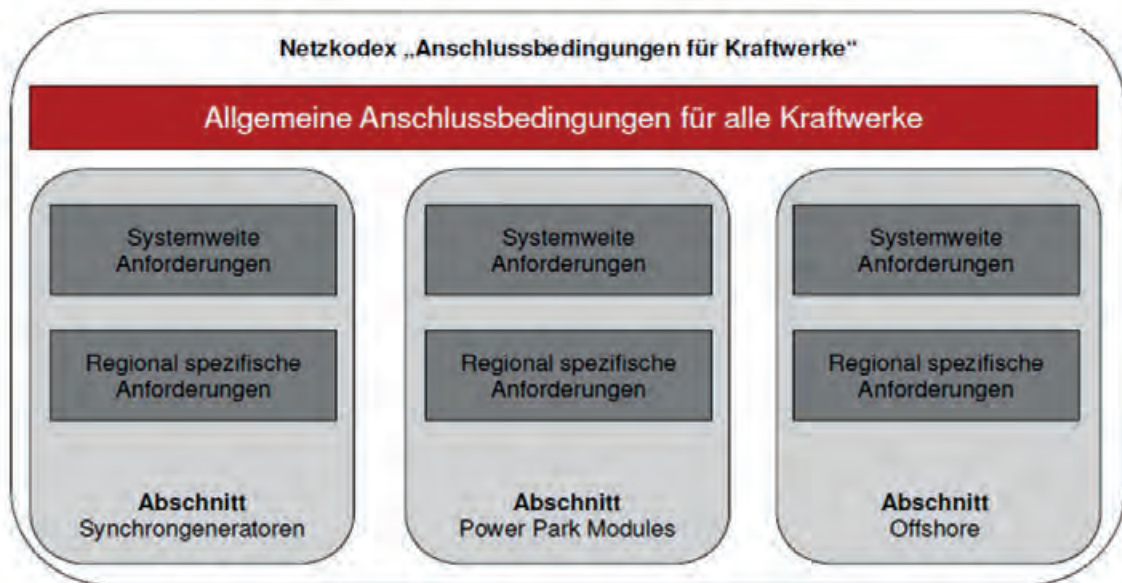 Netzkodex „Anschlussbedingungen für Kraftwerke“
Allgemeine Anschlussbedingungen für alle Kraftwerke
Systemweite
Anforderungen
Regional spezifische
Anforderungen
Abschnitt
Synchrongeneratoren
Systemweite
Anforderungen
Regional spezifische
Anforderungen
Abschnitt
Power Park Modules
Systemweite
Anforderungen
Regional spezifische
Anforderungen
Abschnitt
Offshore